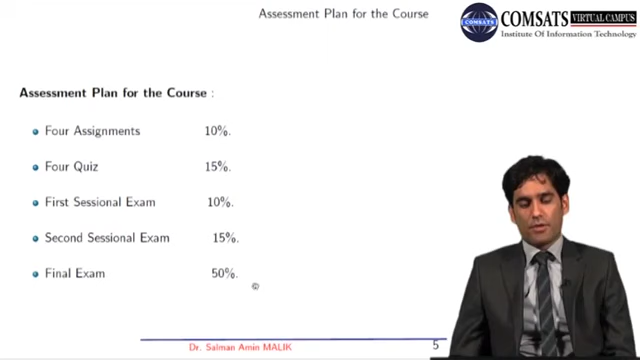 Assessment Plan for the Course
COMSATS VIRTUAL CAMPUS
Institute Of Information Technology
COMSATS
Assessment Plan for the Course :
Four Assignments 10%.
Four Quiz 15%.
First Sessional Exam 10%.
Second Sessional Exam 15%.
Final Exam 50%.
Dr. Salman Amin MALIK 5